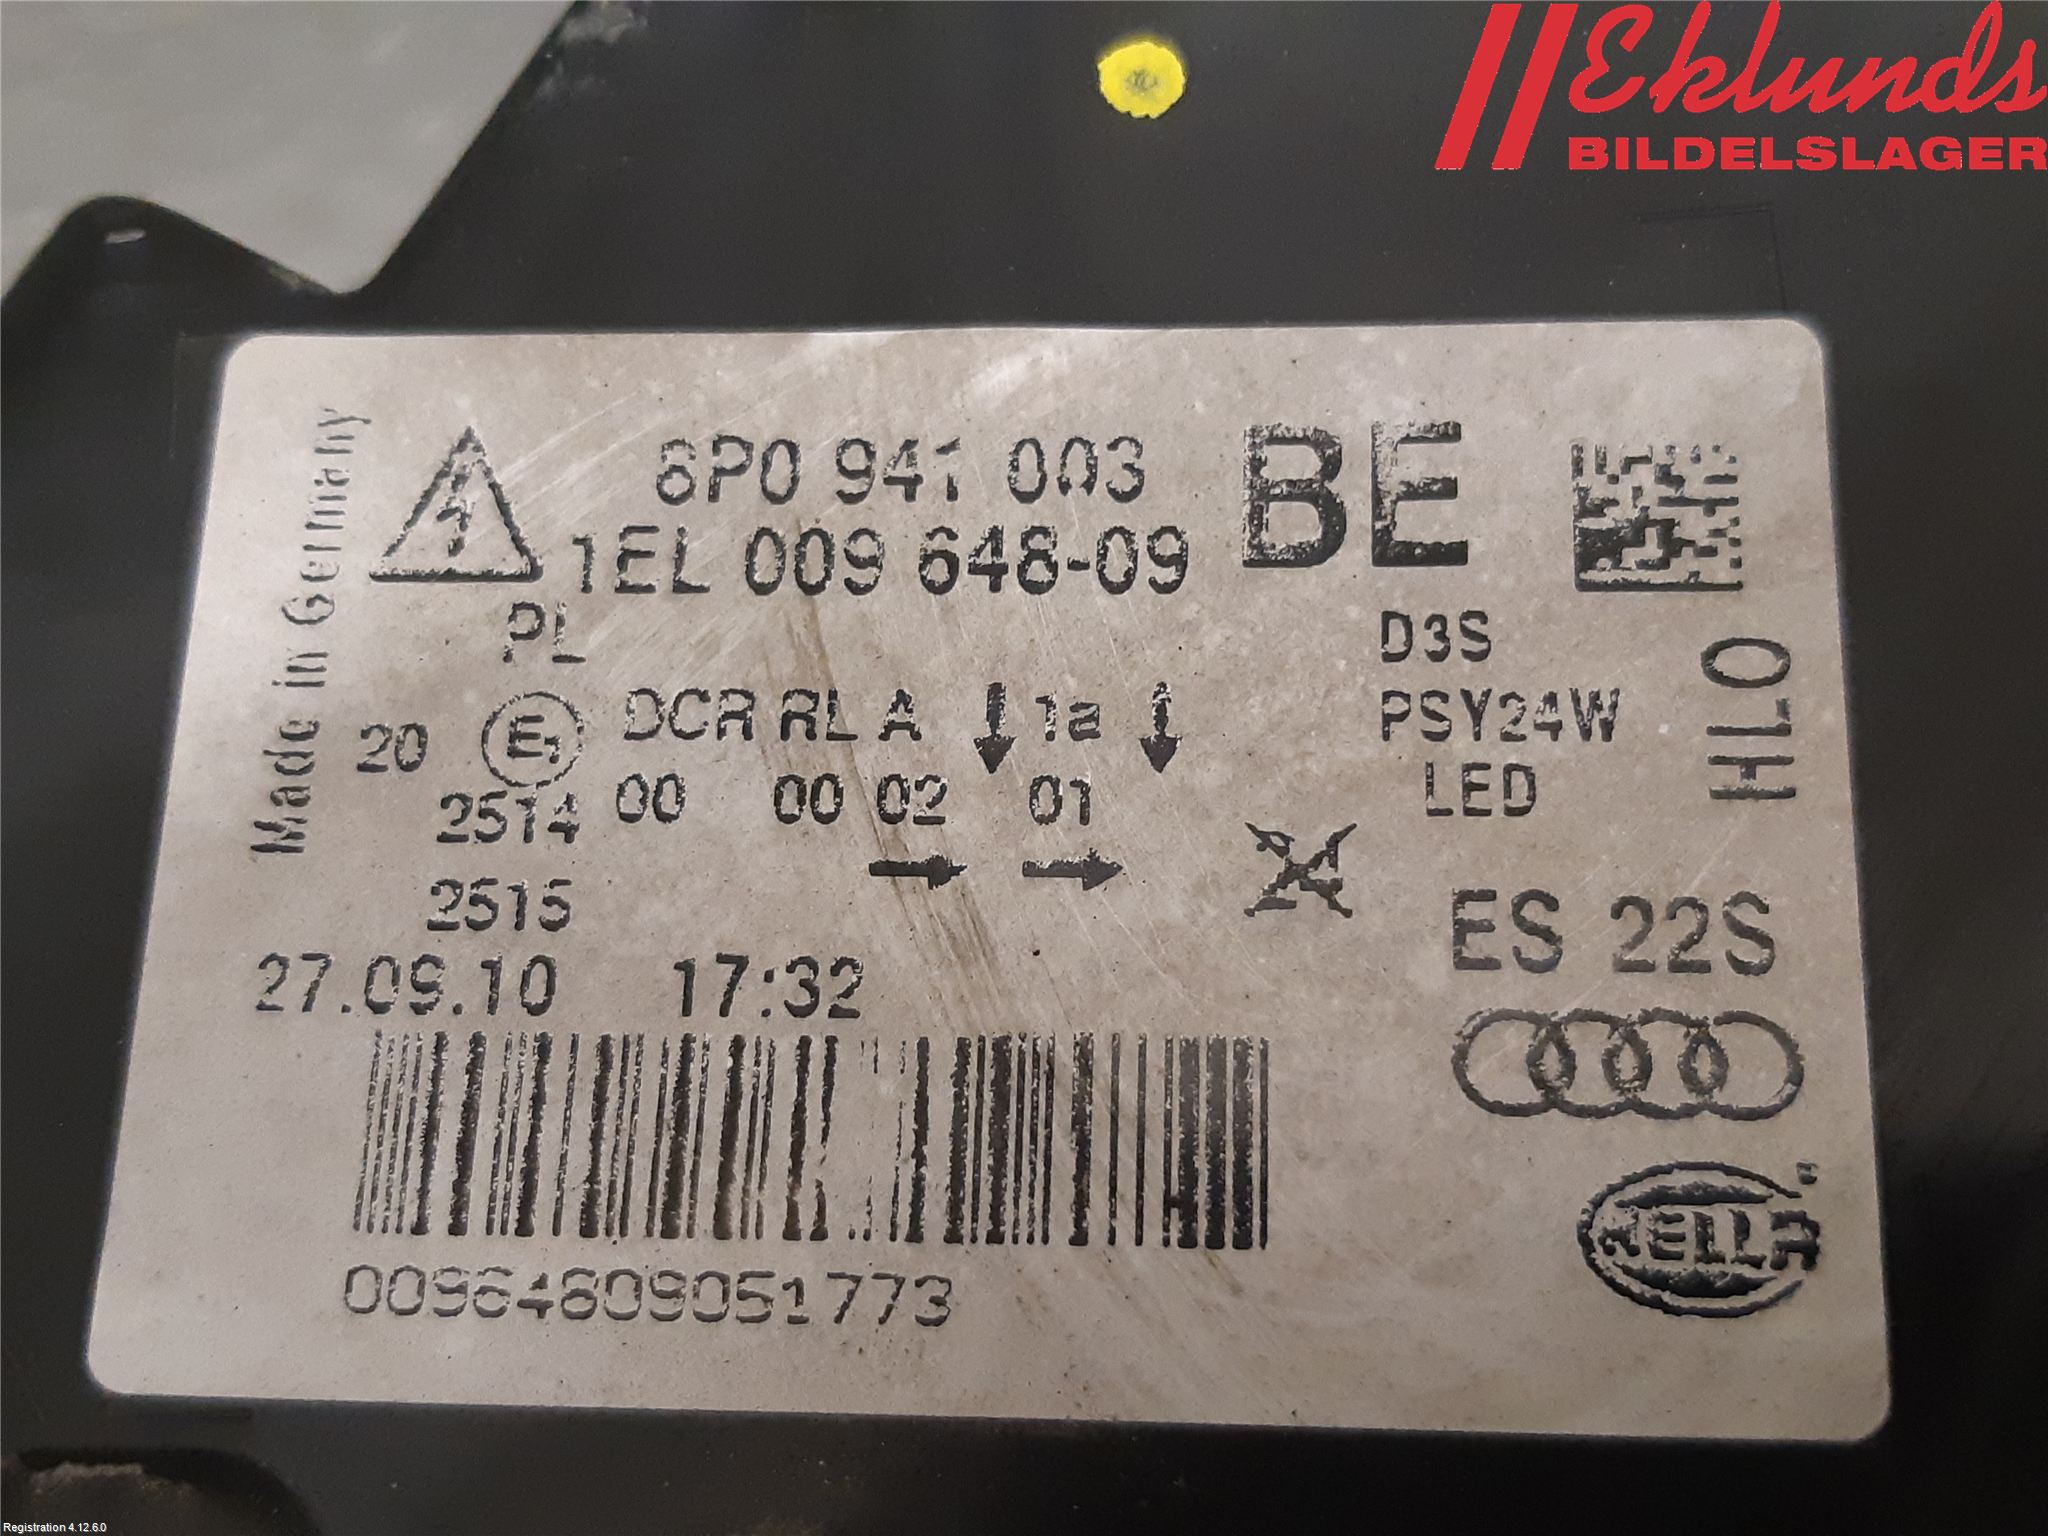 Eklunds
BILDELSLAGER
Made in Germany
8P0 941 003
BE
1EL 009 648-09
PL
D3S
20
E1
DCR RL A 1a
PSY24W
2514
00 00 02 01
LED
HLO
2515
24
ES 22S
27.09.10 17:32
00964809051773
HELLA
Registration 4.12.6.0